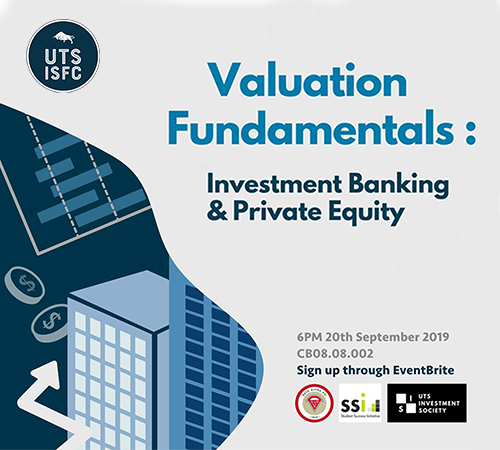 UTS
ISFC
Valuation
Fundamentals :
Investment Banking
& Private Equity
$
$
6PM 20th September 2019
CB08.08.002
Sign up through EventBrite
SSi
Student Success Initiative
I S
UTS
INVESTMENT
SOCIETY